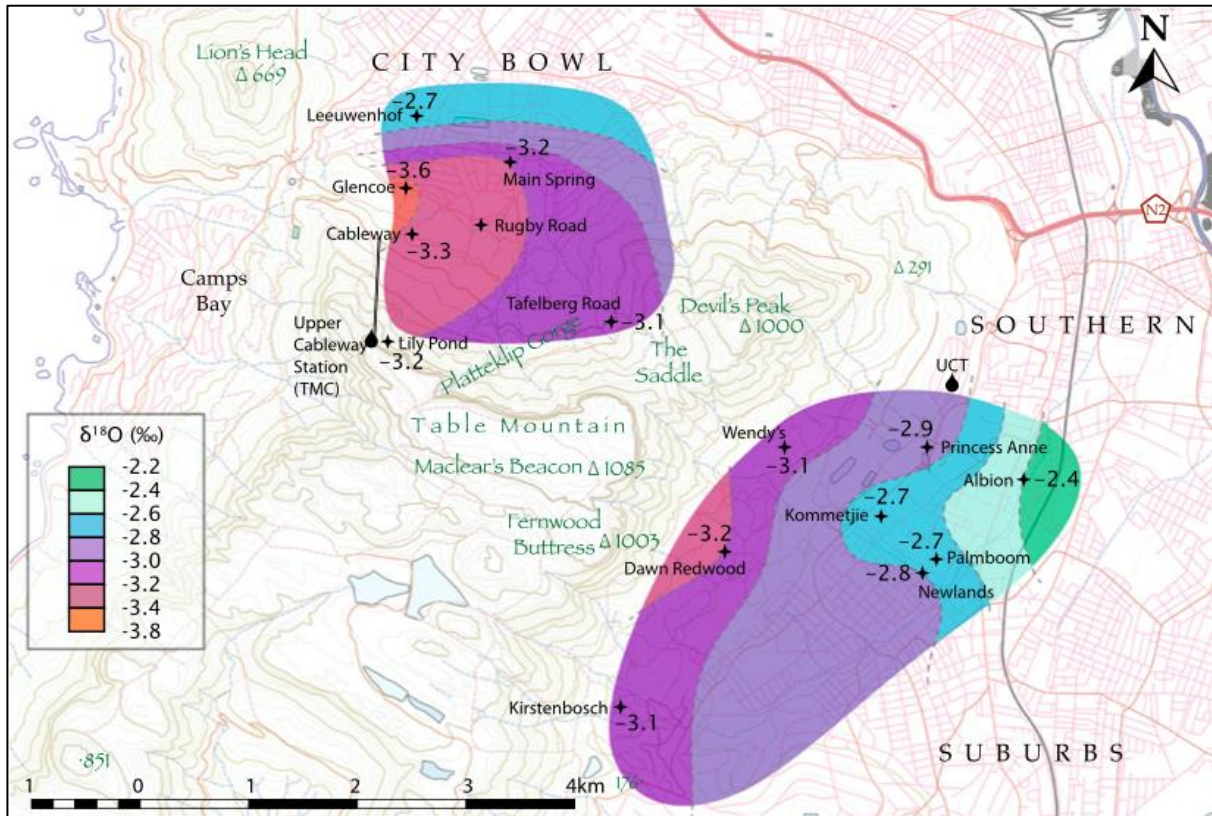 Lion's Head
Δ 669
CITY BOWL
N
Leeuwenhof
-2.7
-3.2
Main Spring
-3.6
Glencoe
Cableway
-3.3
Rugby Road
N2
Camps
Bay
Δ 291
Tafelberg Road
-3.1
Devil's Peak
Δ 1000
SOUTHERN
Upper
Cableway
Station
(TMC)
Lily Pond
-3.2
Platteklip Gorge
The
Saddle
UCT
δ¹⁸O (‰)
-2.2
-2.4
-2.6
-2.8
-3.0
-3.2
-3.4
-3.8
Table Mountain
Maclear's Beacon Δ 1085
Wendy's
-3.1
-2.9
Princess Anne
Albion
-2.4
-2.7
Kommetjie
Fernwood
Buttress Δ 1003
-3.2
Dawn Redwood
-2.7
Palmboom
-2.8
Newlands
Kirstenbosch
-3.1
SUBURBS
·851
176
1 0 1 2 4km